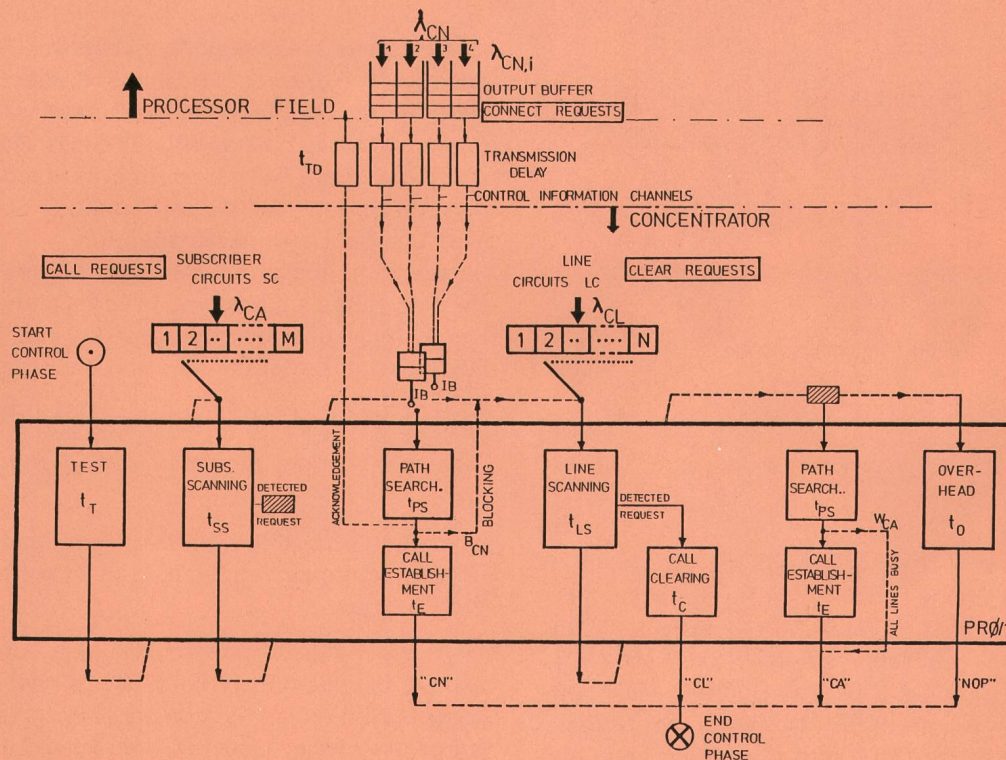 λCN
1 2 3 4
λCN,i
OUTPUT BUFFER
CONNECT REQUESTS
PROCESSOR FIELD
tTD
TRANSMISSION
DELAY
CONTROL INFORMATION CHANNELS
CONCENTRATOR
CALL REQUESTS
SUBSCRIBER
CIRCUITS SC
λCA
1 2 ·· ···· M
LINE
CIRCUITS LC
CLEAR REQUESTS
λCL
1 2 ·· ···· N
START
CONTROL
PHASE
IB
IB
TEST
tT
SUBS.
SCANNING
tSS
DETECTED
REQUEST
ACKNOWLEDGEMENT
PATH
SEARCH.
tPS
BLOCKING
BCN
CALL
ESTABLISH-
MENT
tE
LINE
SCANNING
tLS
DETECTED
REQUEST
CALL
CLEARING
tC
PATH
SEARCH..
tPS
WCA
CALL
ESTABLISH-
MENT
tE
ALL LINES BUSY
OVER-
HEAD
tO
PRØ/
"CN"
"CL"
"CA"
"NOP"
END
CONTROL
PHASE